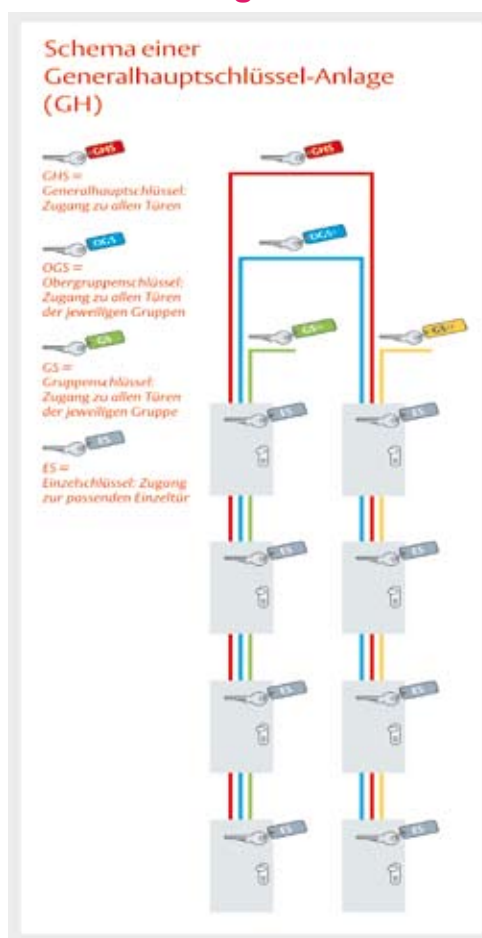 Schema einer
Generalhauptschlüssel-Anlage
(GH)
GHS
GHS
GHS =
Generalhauptschlüssel:
Zugang zu allen Türen
OGS
OGS
OGS =
Obergruppenschlüssel:
Zugang zu allen Türen
der jeweiligen Gruppen
GS
GS
GS
GS =
Gruppenschlüssel:
Zugang zu allen Türen
der jeweiligen Gruppe
ES
ES
ES
ES =
Einzelschlüssel: Zugang
zur passenden Einzeltür
ES
ES
ES
ES
ES
ES